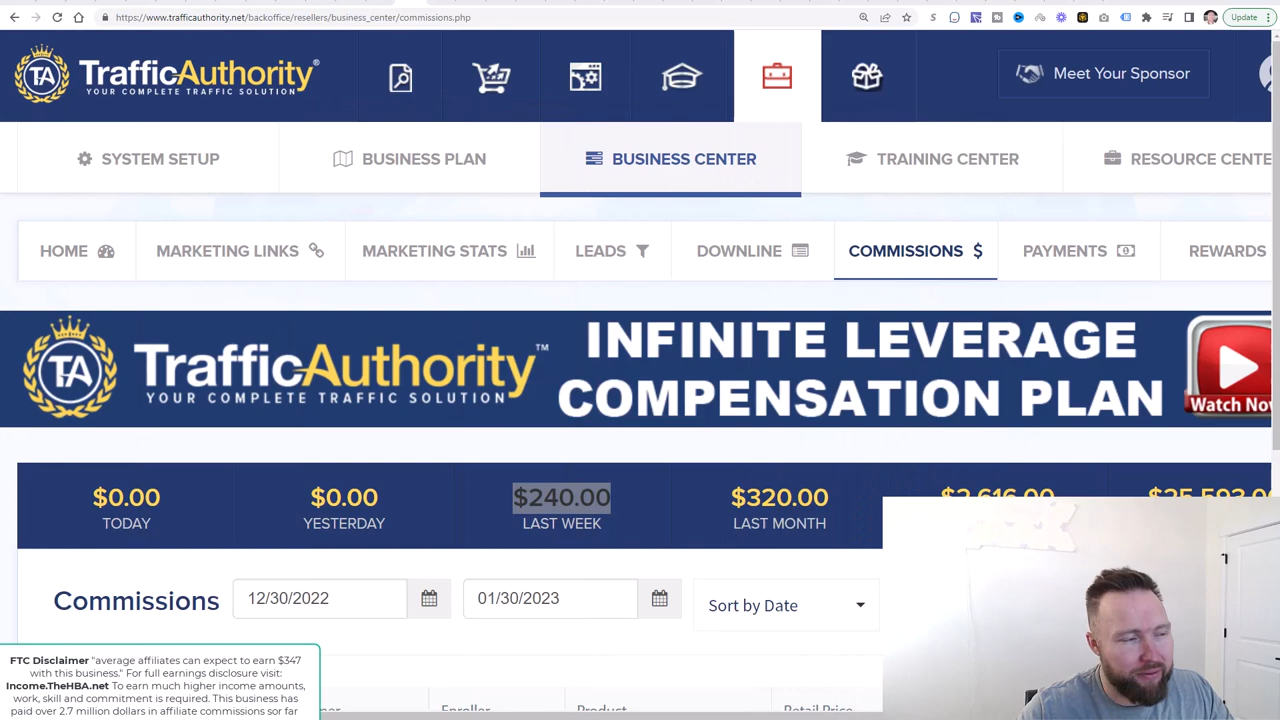 https://www.trafficauthority.net/backoffice/resellers/business_center/commissions.php
Update
TA
TrafficAuthority®
YOUR COMPLETE TRAFFIC SOLUTION
Meet Your Sponsor
SYSTEM SETUP
BUSINESS PLAN
BUSINESS CENTER
TRAINING CENTER
RESOURCE CENTE
HOME
MARKETING LINKS
MARKETING STATS
LEADS
DOWNLINE
COMMISSIONS $
PAYMENTS
REWARDS
TA
TrafficAuthority™
YOUR COMPLETE TRAFFIC SOLUTION
INFINITE LEVERAGE
COMPENSATION PLAN
Watch Now
$0.00
TODAY
$0.00
YESTERDAY
$240.00
LAST WEEK
$320.00
LAST MONTH
Commissions
12/30/2022
01/30/2023
Sort by Date
FTC Disclaimer "average affiliates can expect to earn $347
with this business." For full earnings disclosure visit:
Income.TheHBA.net To earn much higher income amounts,
work, skill and commitment is required. This business has
paid over 2.7 million dollars in affiliate commissions sor far
Enroller
Product
Retail Price